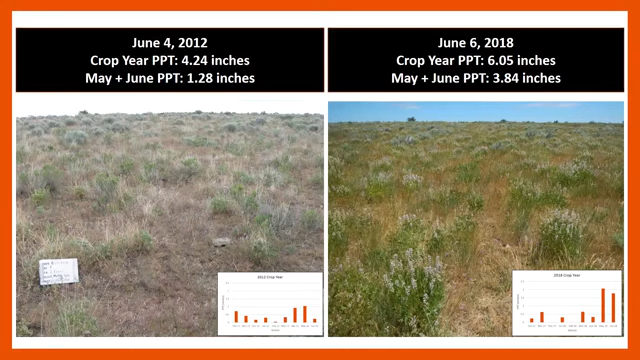 June 4, 2012
Crop Year PPT: 4.24 inches
May + June PPT: 1.28 inches
June 6, 2018
Crop Year PPT: 6.05 inches
May + June PPT: 3.84 inches
2012 Crop Year
2018 Crop Year